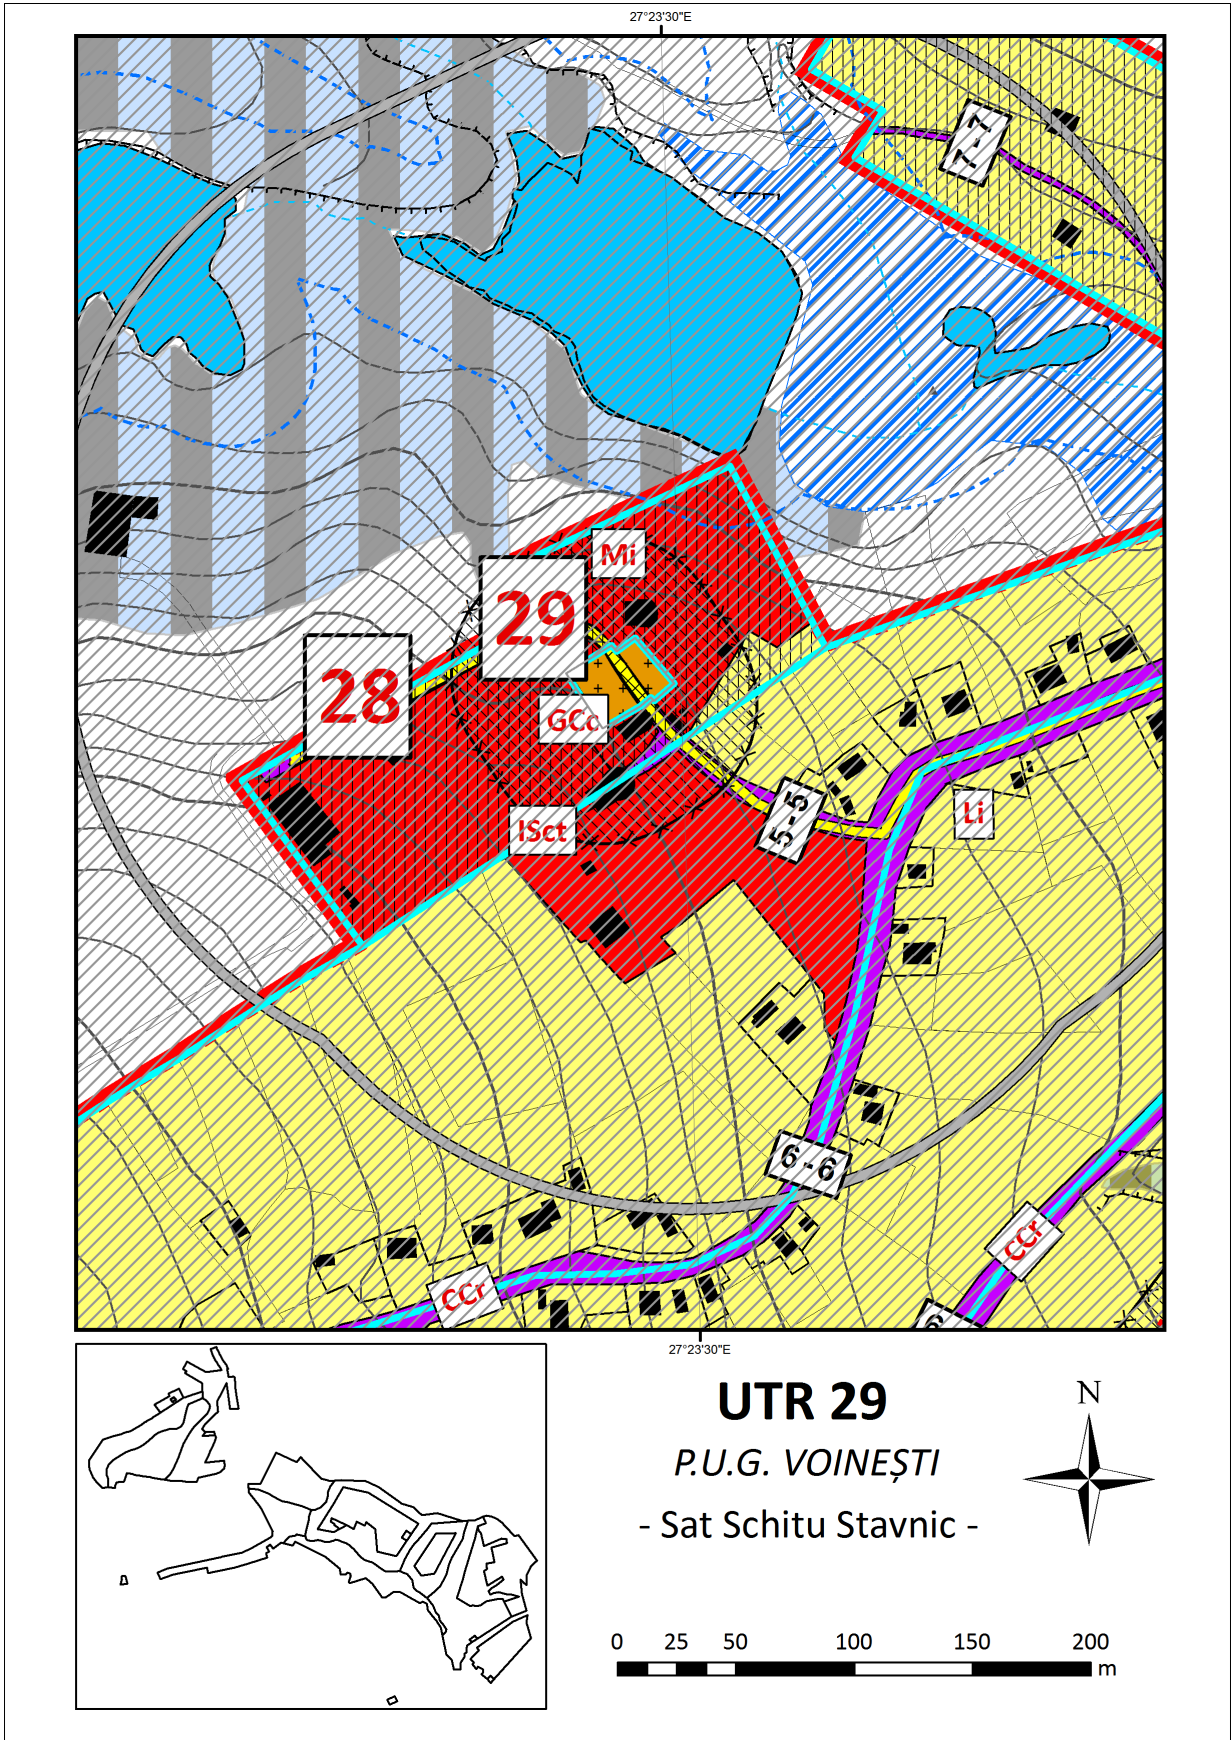 27°23'30"E
7-7
Mi
29
28
GCc
5-5
ISct
Li
6-6
CCr
CCr
6
27°23'30"E
UTR 29
P.U.G. VOINEȘTI
- Sat Schitu Stavnic -
N
0 25 50 100 150 200
m